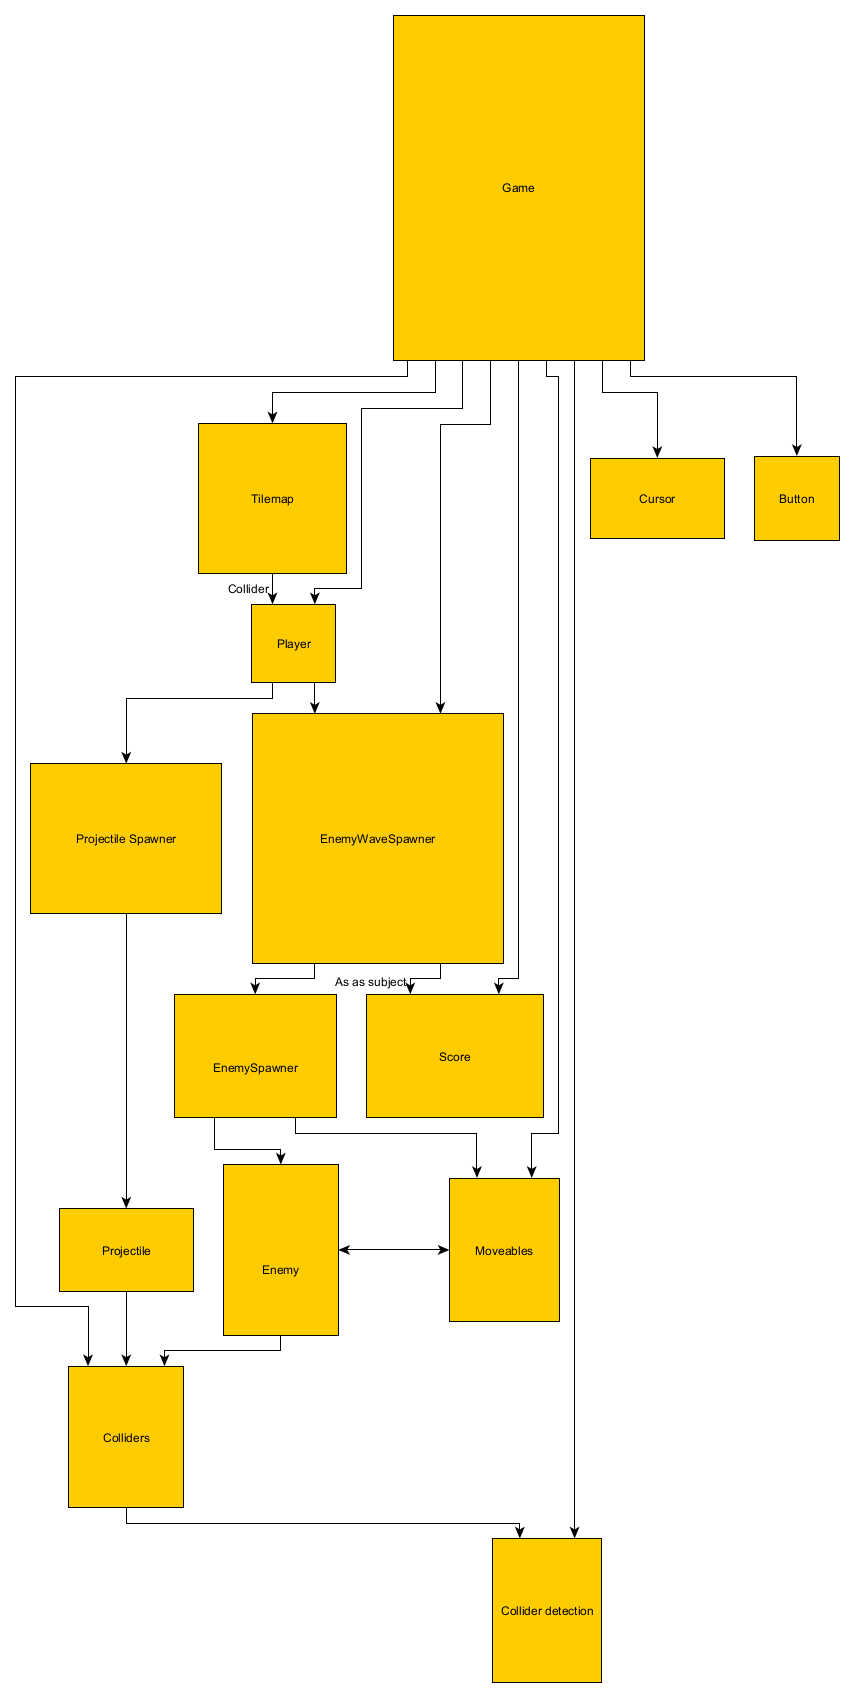 Game
Tilemap
Cursor
Button
Collider
Player
Projectile Spawner
EnemyWaveSpawner
As as subject
EnemySpawner
Score
Projectile
Enemy
Moveables
Colliders
Collider detection